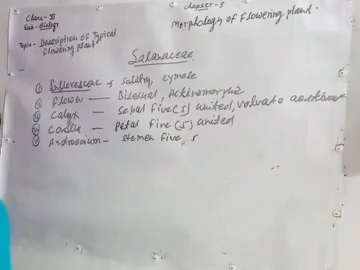 Class - XI
Sub - Biology
Chapter - 5
Morphology of Flowering plant.
Topic - Description of Typical
flowering plant
Solanaceae
① Inflorescence - Solitary, cymose
② Flower — Bisexual, Actinomorphic
③ Calyx — Sepal Five (5) united, valvate
④ Corolla — Petal Five (5) united
⑤ Androecium - Stemen five, 5